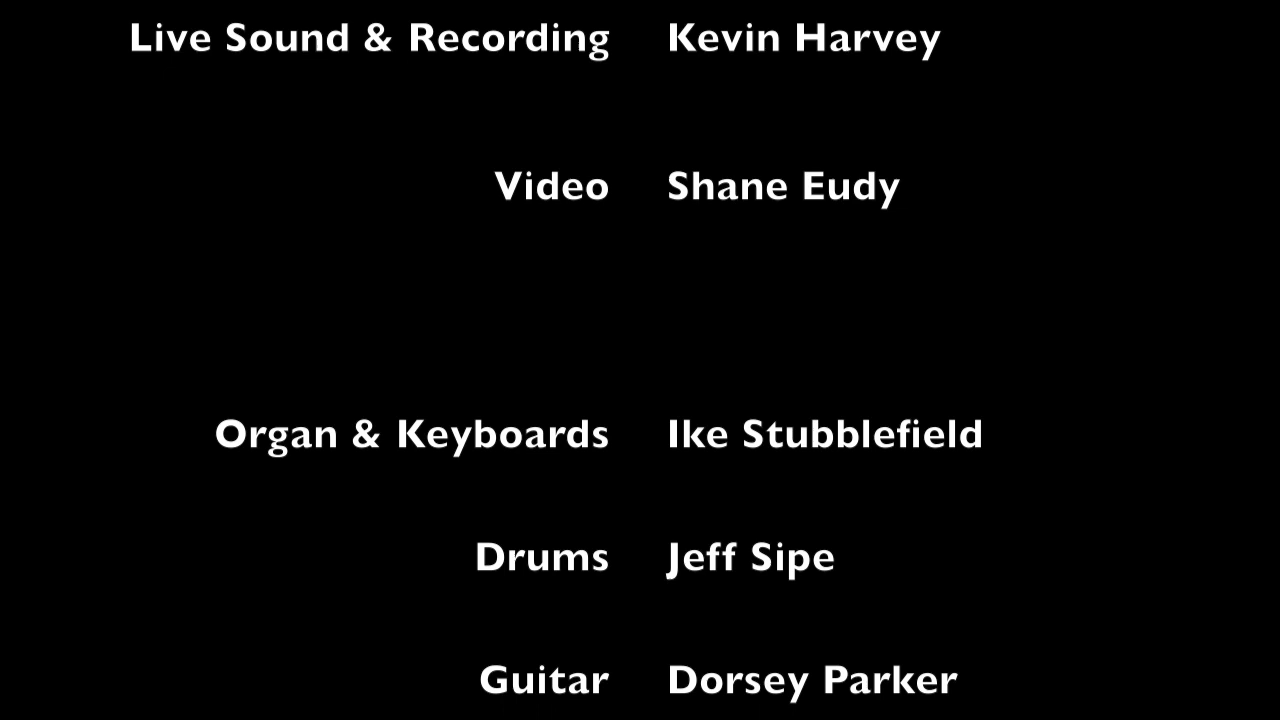 Live Sound & Recording Kevin Harvey
Video Shane Eudy
Organ & Keyboards Ike Stubblefield
Drums Jeff Sipe
Guitar Dorsey Parker